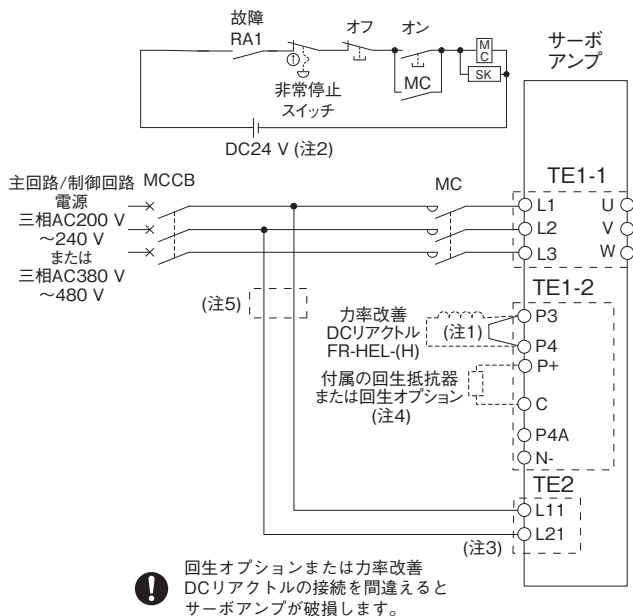 故障
RA1
オフ
オン
M
C
SK
①
MC
非常停止
スイッチ
DC24 V (注2)
サーボ
アンプ
主回路/制御回路
電源
三相AC200 V
～240 V
または
三相AC380 V
～480 V
MCCB
MC
TE1-1
L1
U
L2
V
L3
W
TE1-2
(注5)
力率改善
DCリアクトル
FR-HEL-(H)
(注1)
P3
P4
P+
付属の回生抵抗器
または回生オプション
(注4)
C
P4A
N-
TE2
L11
L21
(注3)
回生オプションまたは力率改善
DCリアクトルの接続を間違えると
サーボアンプが破損します。